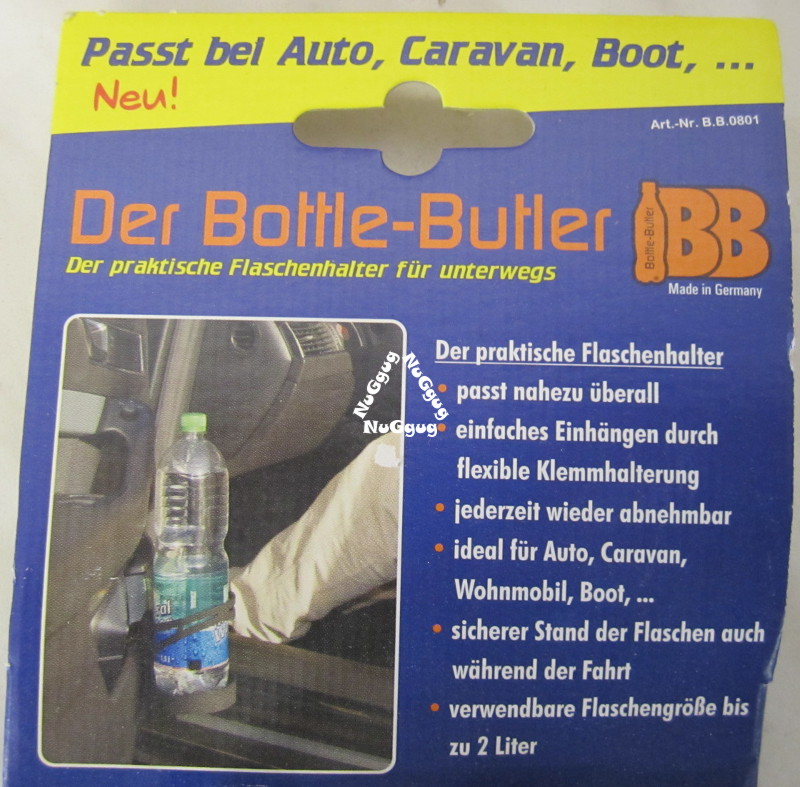 Passt bei Auto, Caravan, Boot, ...
Neu!
Art.-Nr. B.B.0801
Der Bottle-Butler
Bottle-Butler
BB
Der praktische Flaschenhalter für unterwegs
Made in Germany
Der praktische Flaschenhalter
• passt nahezu überall
• einfaches Einhängen durch
flexible Klemmhalterung
• jederzeit wieder abnehmbar
• ideal für Auto, Caravan,
Wohnmobil, Boot, ...
• sicherer Stand der Flaschen auch
während der Fahrt
• verwendbare Flaschengröße bis
zu 2 Liter
NuGgug
NuGgug
NuGgug